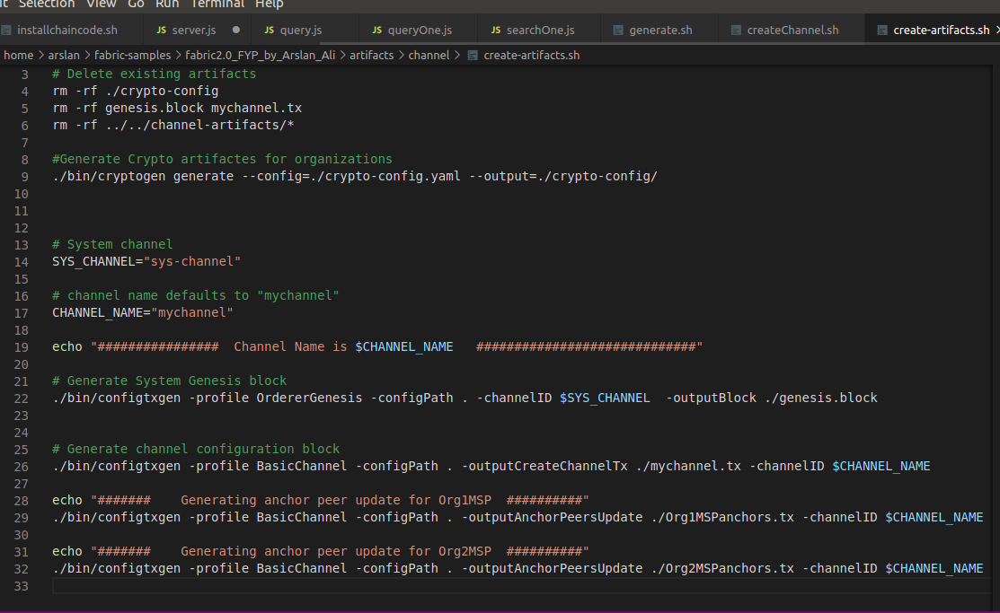 it Selection View Go Run Terminal Help
installchaincode.sh JS server.js JS query.js JS queryOne.js JS searchOne.js generate.sh createChannel.sh create-artifacts.sh
home > arslan > fabric-samples > fabric2.0_FYP_by_Arslan_Ali > artifacts > channel > create-artifacts.sh
3 # Delete existing artifacts
4 rm -rf ./crypto-config
5 rm -rf genesis.block mychannel.tx
6 rm -rf ../../channel-artifacts/*
7
8 #Generate Crypto artifactes for organizations
9 ./bin/cryptogen generate --config=./crypto-config.yaml --output=./crypto-config/
10
11
12
13 # System channel
14 SYS_CHANNEL="sys-channel"
15
16 # channel name defaults to "mychannel"
17 CHANNEL_NAME="mychannel"
18
19 echo "################  Channel Name is $CHANNEL_NAME   #############################"
20
21 # Generate System Genesis block
22 ./bin/configtxgen -profile OrdererGenesis -configPath . -channelID $SYS_CHANNEL  -outputBlock ./genesis.block
23
24
25 # Generate channel configuration block
26 ./bin/configtxgen -profile BasicChannel -configPath . -outputCreateChannelTx ./mychannel.tx -channelID $CHANNEL_NAME
27
28 echo "#######    Generating anchor peer update for Org1MSP  ##########"
29 ./bin/configtxgen -profile BasicChannel -configPath . -outputAnchorPeersUpdate ./Org1MSPanchors.tx -channelID $CHANNEL_NAME
30
31 echo "#######    Generating anchor peer update for Org2MSP  ##########"
32 ./bin/configtxgen -profile BasicChannel -configPath . -outputAnchorPeersUpdate ./Org2MSPanchors.tx -channelID $CHANNEL_NAME
33